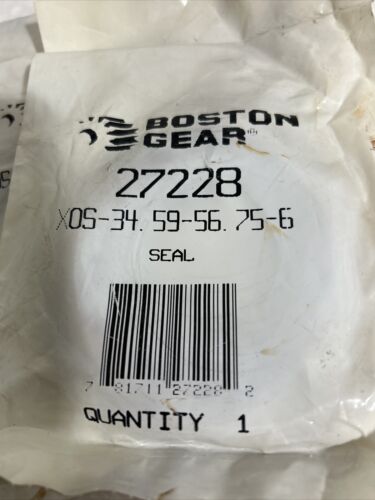 BOSTON
GEAR
27228
XOS-34.59-56.75-6
SEAL
7 81711 27228 2
QUANTITY 1